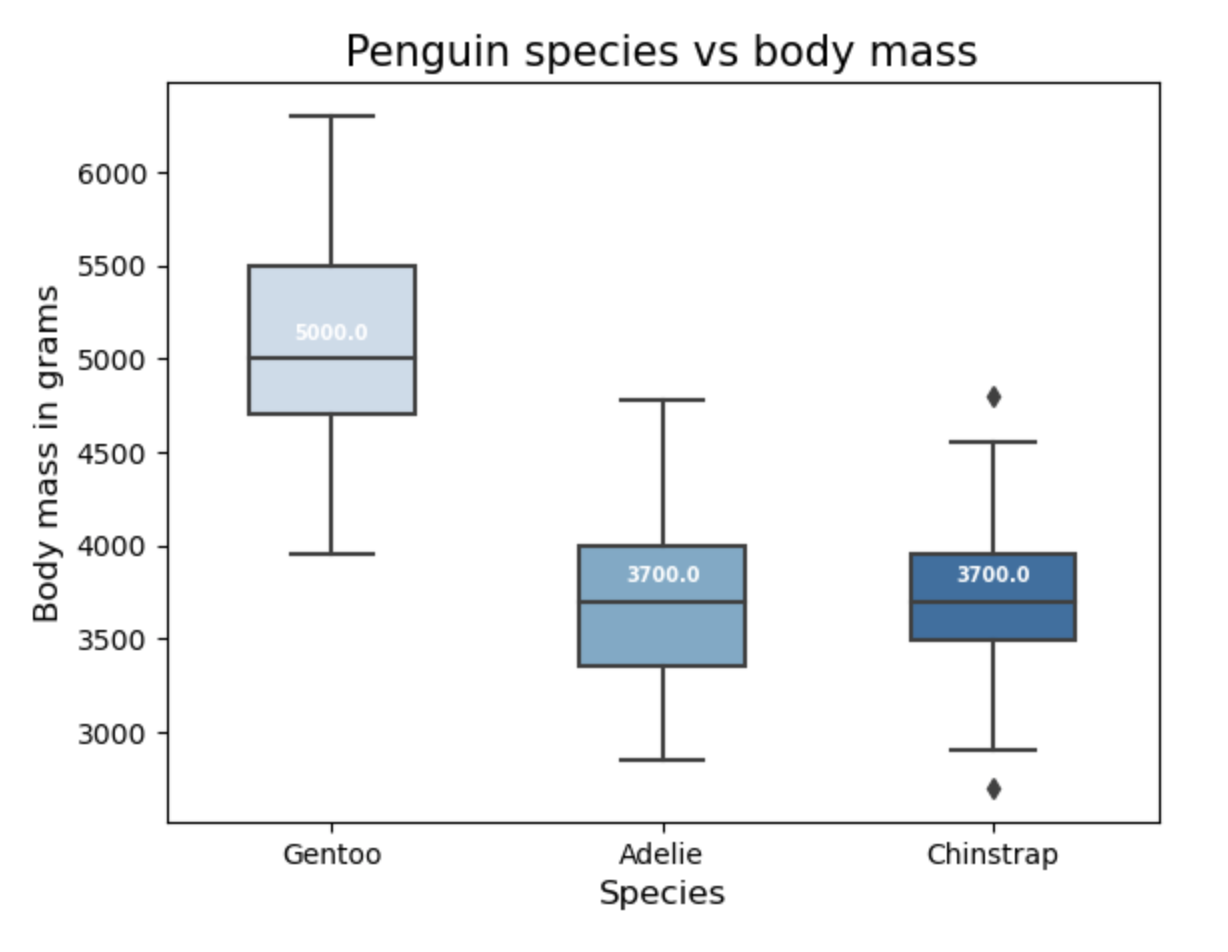 Penguin species vs body mass
Body mass in grams
6000
5500
5000
4500
4000
3500
3000
5000.0
3700.0
3700.0
Gentoo
Adelie
Chinstrap
Species